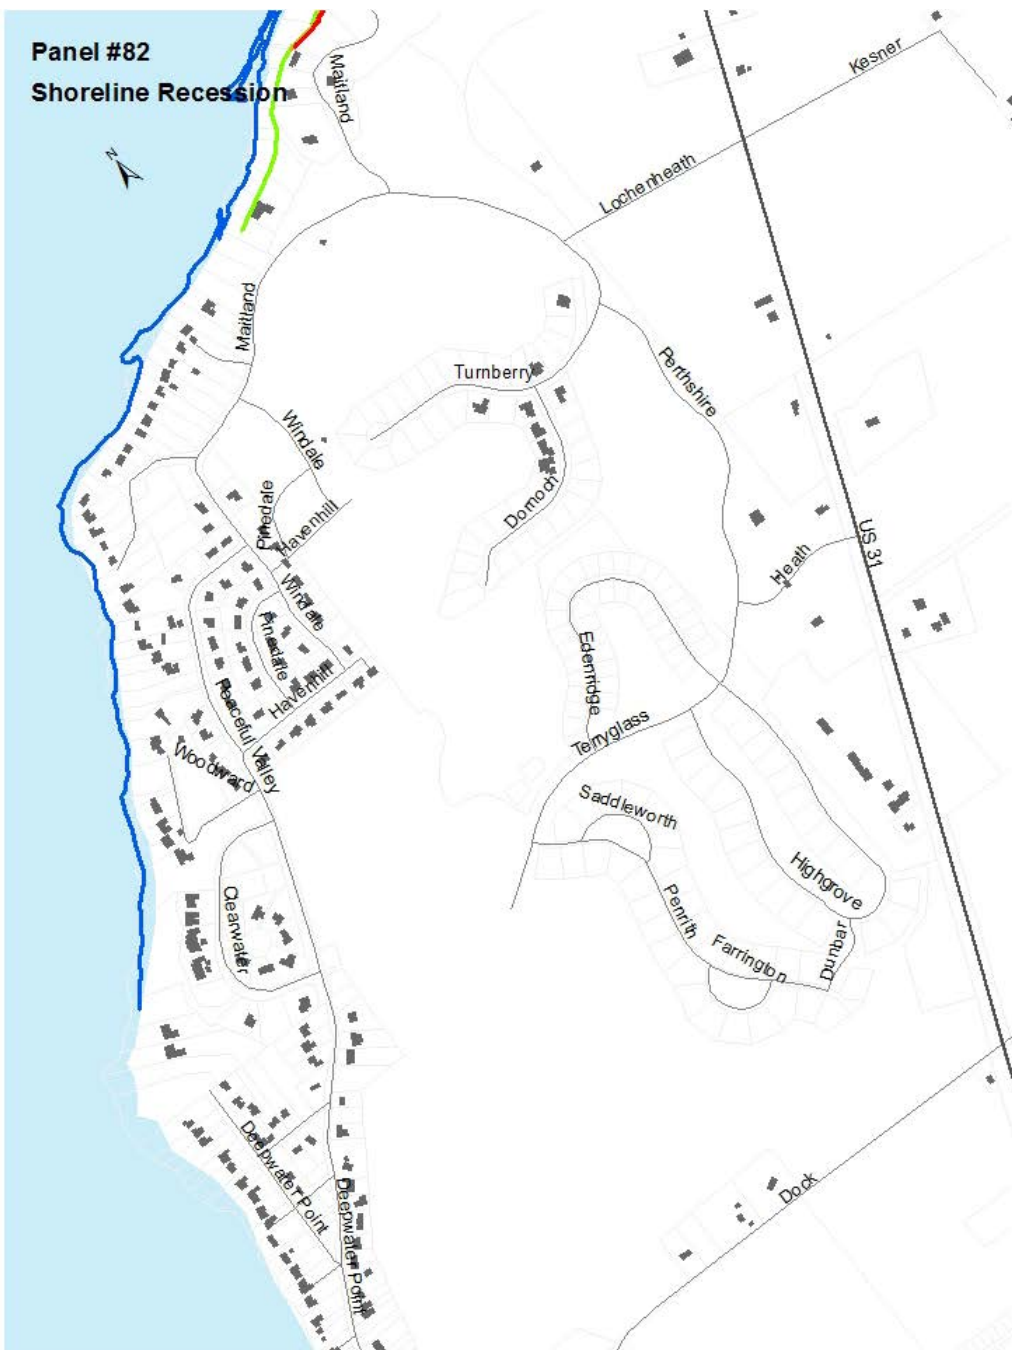 Panel #82
Shoreline Recession
N
Maitland
Kesner
Lochenheath
Maitland
Turnberry
Perthshire
Windale
Pinedale
Havenhill
Dornoch
US 31
Heath
Windale
Pinedale
Havenhill
Edenridge
Peaceful Valley
Terryglass
Woodward
Saddleworth
Highgrove
Clearwater
Penrith
Farrington
Dunbar
Deepwater Point
Deepwater Point
Dock